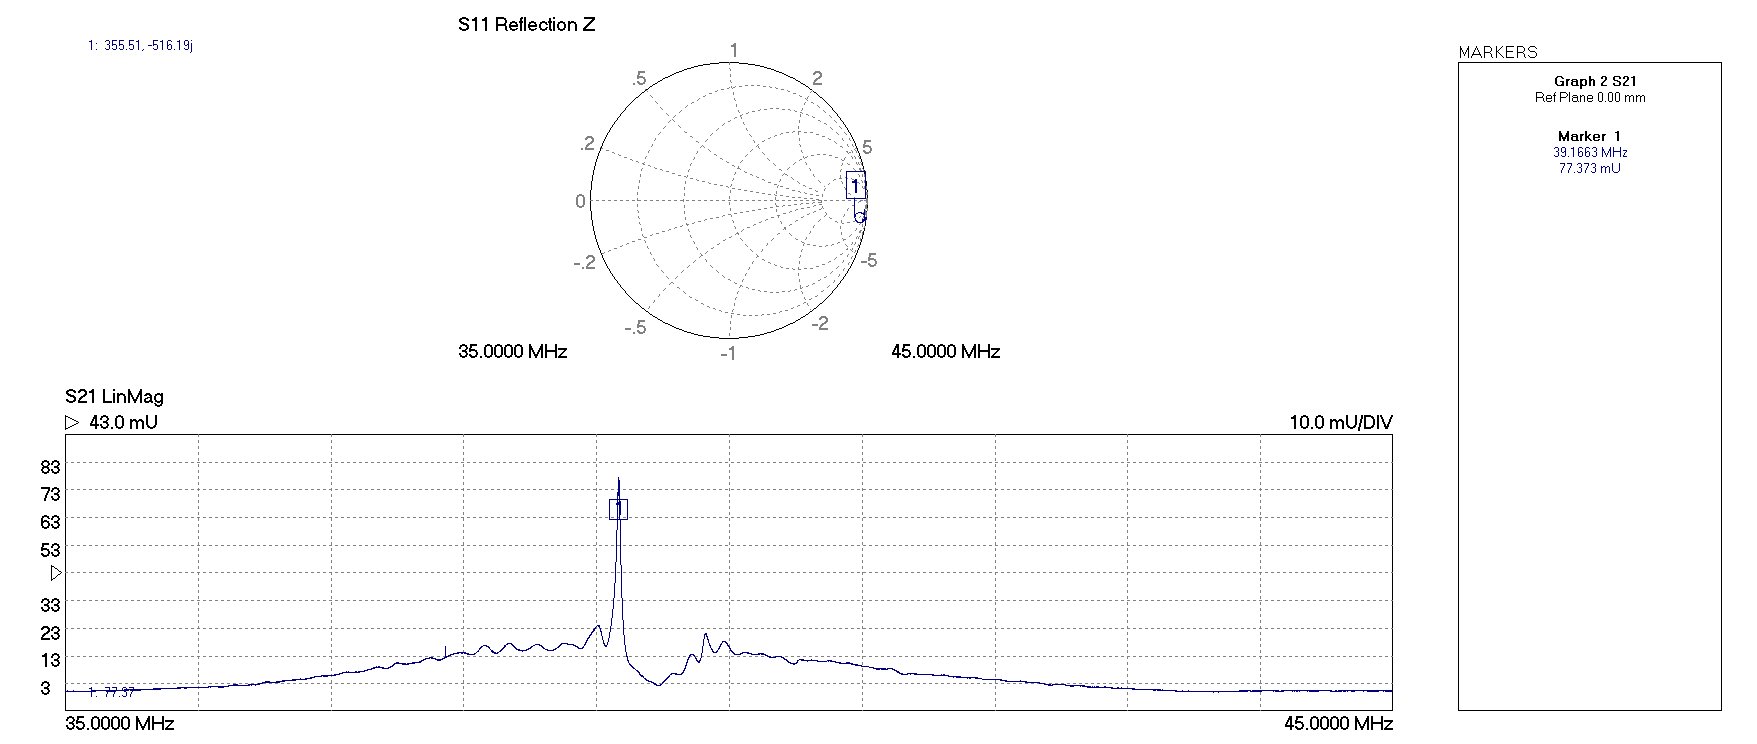 S11 Reflection Z
1: 355.51, -516.19j
1
.5
2
.2
5
1
0
-.2
-5
-.5
-2
-1
35.0000 MHz
45.0000 MHz
MARKERS
Graph 2 S21
Ref Plane 0.00 mm
Marker 1
39.1663 MHz
77.373 mU
S21 LinMag
43.0 mU
10.0 mU/DIV
83
73
63
1
53
33
23
13
3
1: 77.37
35.0000 MHz
45.0000 MHz